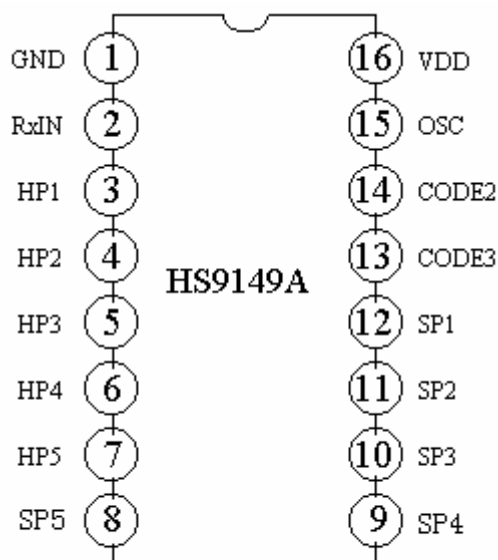 GND 1 16 VDD
RxIN 2 15 OSC
HP1 3 14 CODE2
HP2 4 13 CODE3
HS9149A
HP3 5 12 SP1
HP4 6 11 SP2
HP5 7 10 SP3
SP5 8 9 SP4